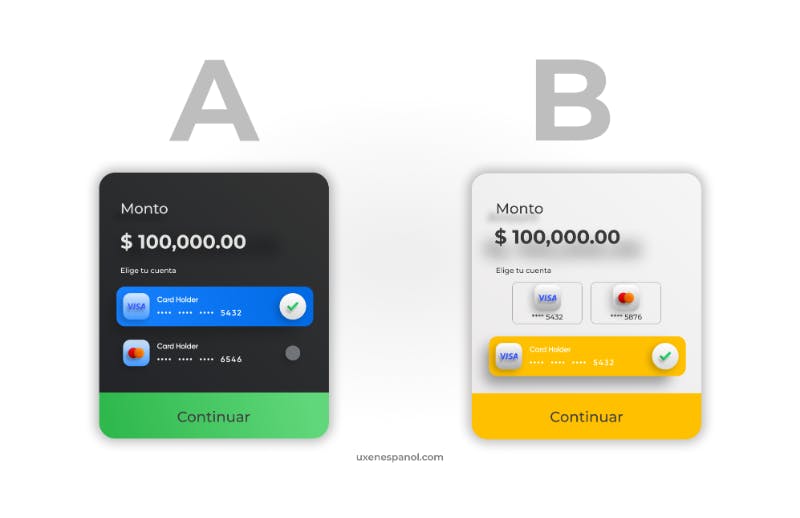 A
B
Monto
$ 100,000.00
Elige tu cuenta
VISA
Card Holder
•••• •••• •••• 5432
Card Holder
•••• •••• •••• 6546
Continuar
Monto
$ 100,000.00
Elige tu cuenta
VISA
**** 5432
**** 5876
VISA
Card Holder
•••• •••• •••• 5432
Continuar
uxenespanol.com